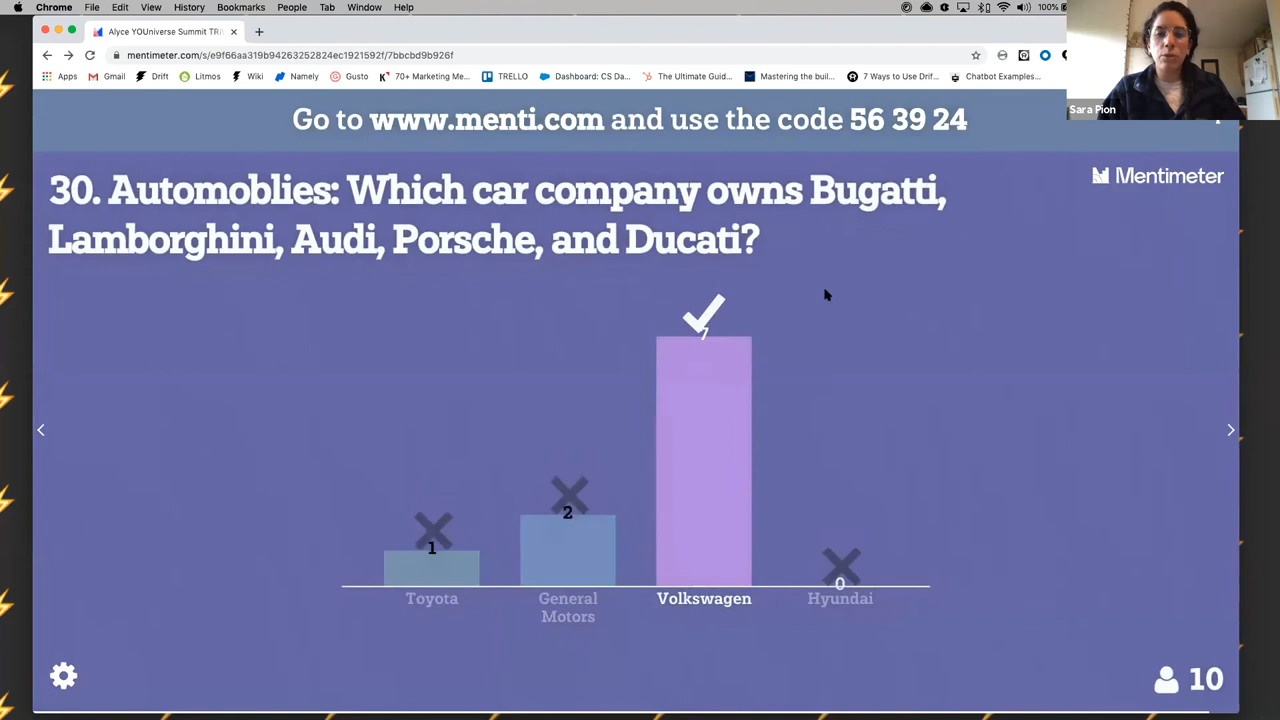 Chrome File Edit View History Bookmarks People Tab Window Help 100%
Alyce YOUniverse Summit TRI
mentimeter.com/s/e9f66aa319b94263252824ec1921592f/7bbcbd9b926f
Apps Gmail Drift Litmos Wiki Namely Gusto 70+ Marketing Me... TRELLO Dashboard: CS Da... The Ultimate Guid... Mastering the buil... 7 Ways to Use Drif... Chatbot Examples...
Sara Pion
Go to www.menti.com and use the code 56 39 24
Mentimeter
30. Automoblies: Which car company owns Bugatti,
Lamborghini, Audi, Porsche, and Ducati?
7
2
1
0
Toyota General Volkswagen Hyundai
Motors
10